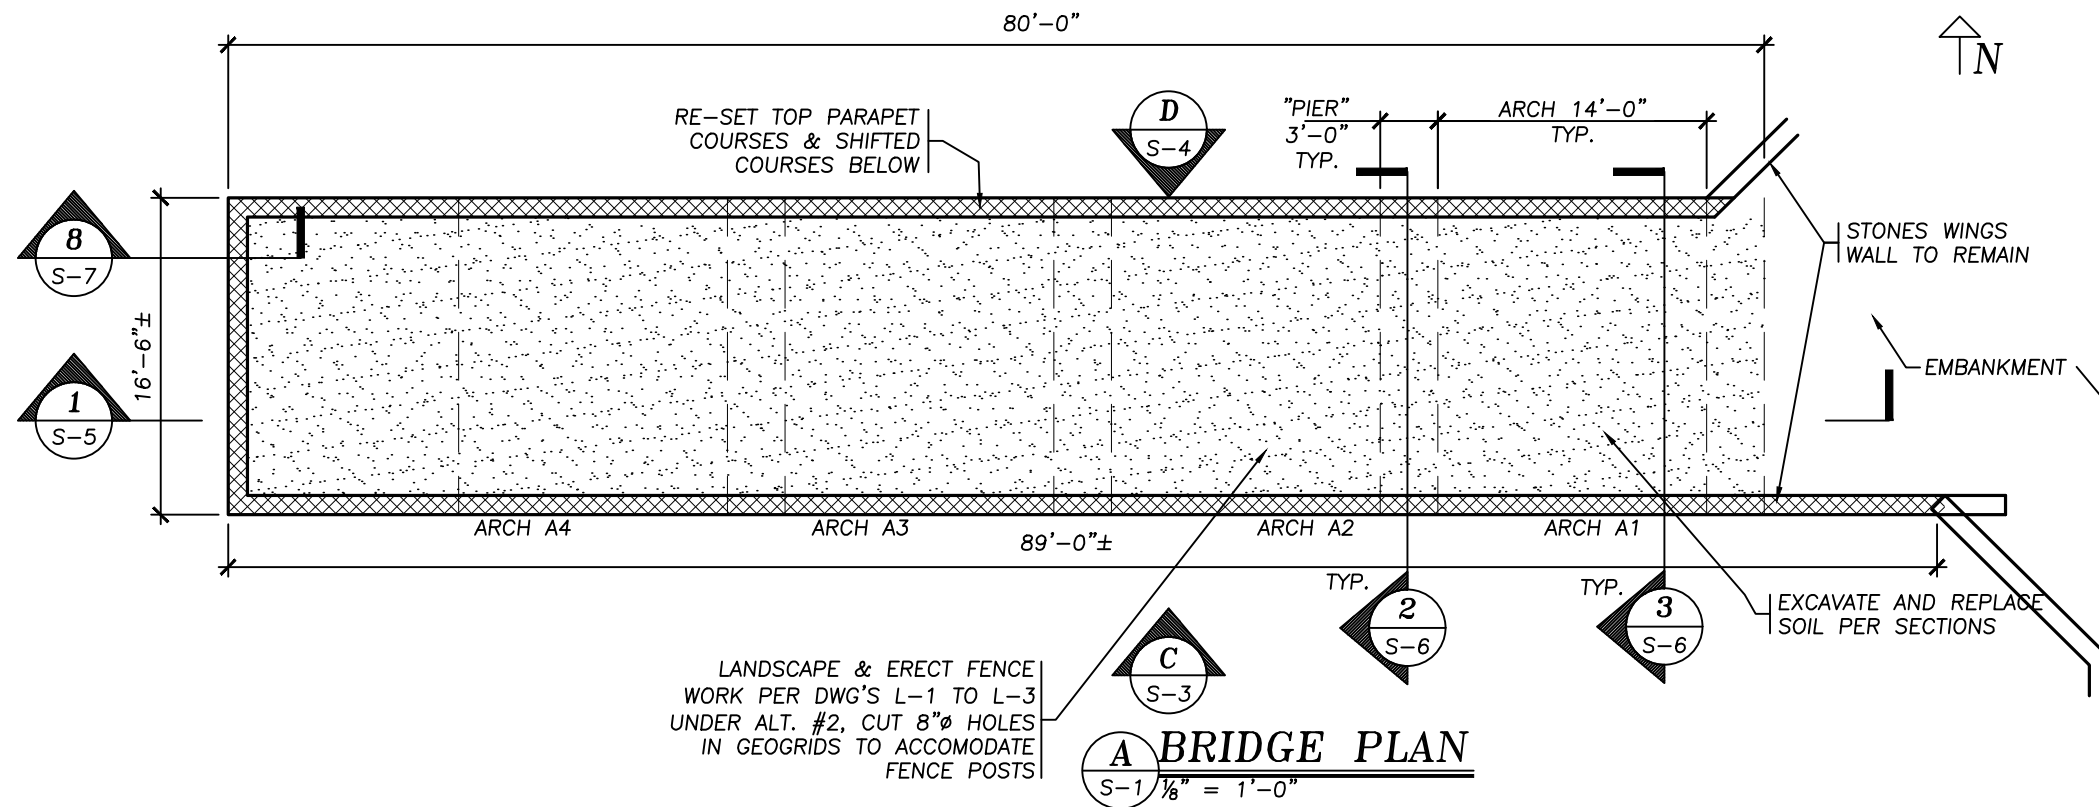 80'-0"
N
RE-SET TOP PARAPET
COURSES & SHIFTED
COURSES BELOW
D
S-4
"PIER"
3'-0"
TYP.
ARCH 14'-0"
TYP.
8
S-7
16'-6"±
1
S-5
STONES WINGS
WALL TO REMAIN
EMBANKMENT
ARCH A4
ARCH A3
ARCH A2
ARCH A1
89'-0"±
TYP.
2
S-6
TYP.
3
S-6
EXCAVATE AND REPLACE
SOIL PER SECTIONS
LANDSCAPE & ERECT FENCE
WORK PER DWG'S L-1 TO L-3
UNDER ALT. #2, CUT 8"ø HOLES
IN GEOGRIDS TO ACCOMODATE
FENCE POSTS
C
S-3
A
S-1
BRIDGE PLAN
⅛" = 1'-0"